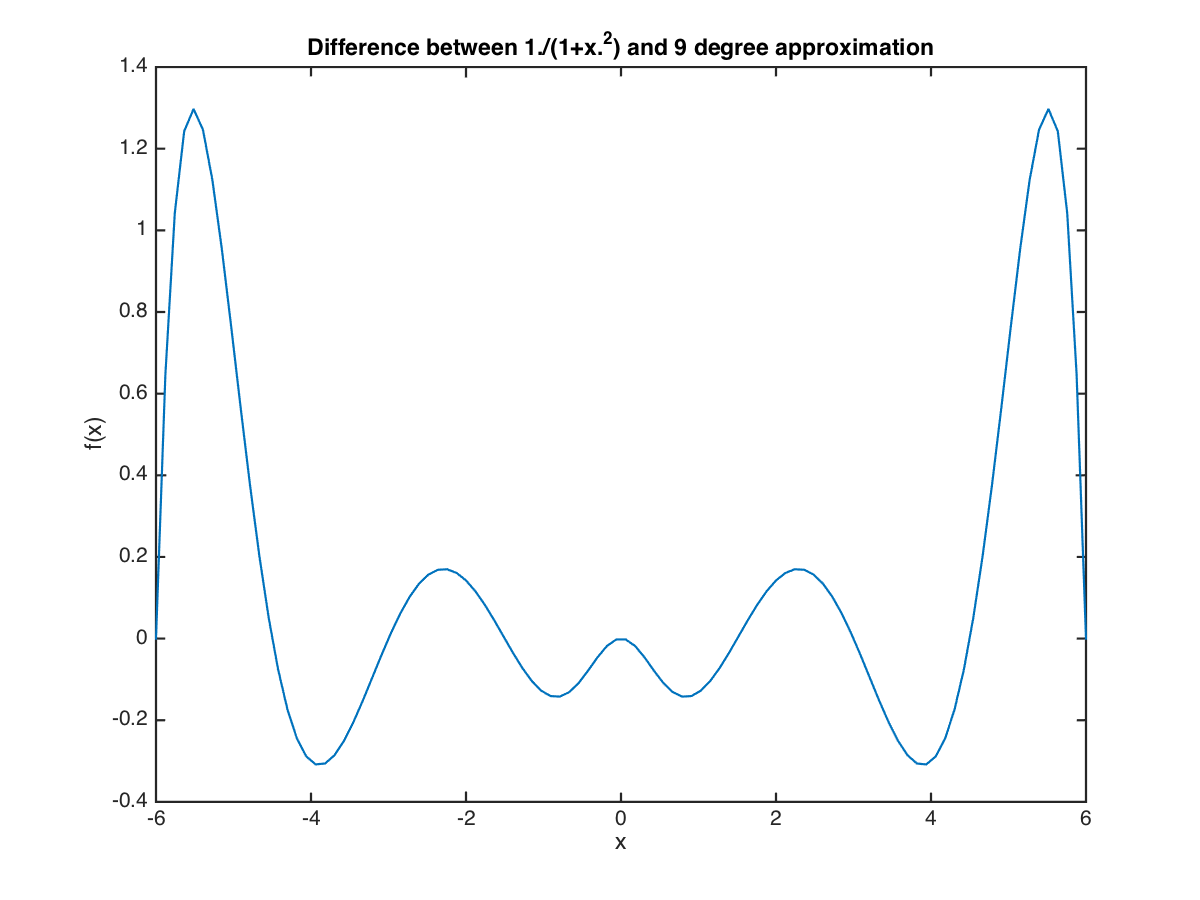 Difference between 1./(1+x.²) and 9 degree approximation
1.4
1.2
1
0.8
0.6
0.4
0.2
0
-0.2
-0.4
f(x)
-6 -4 -2 0 2 4 6
x